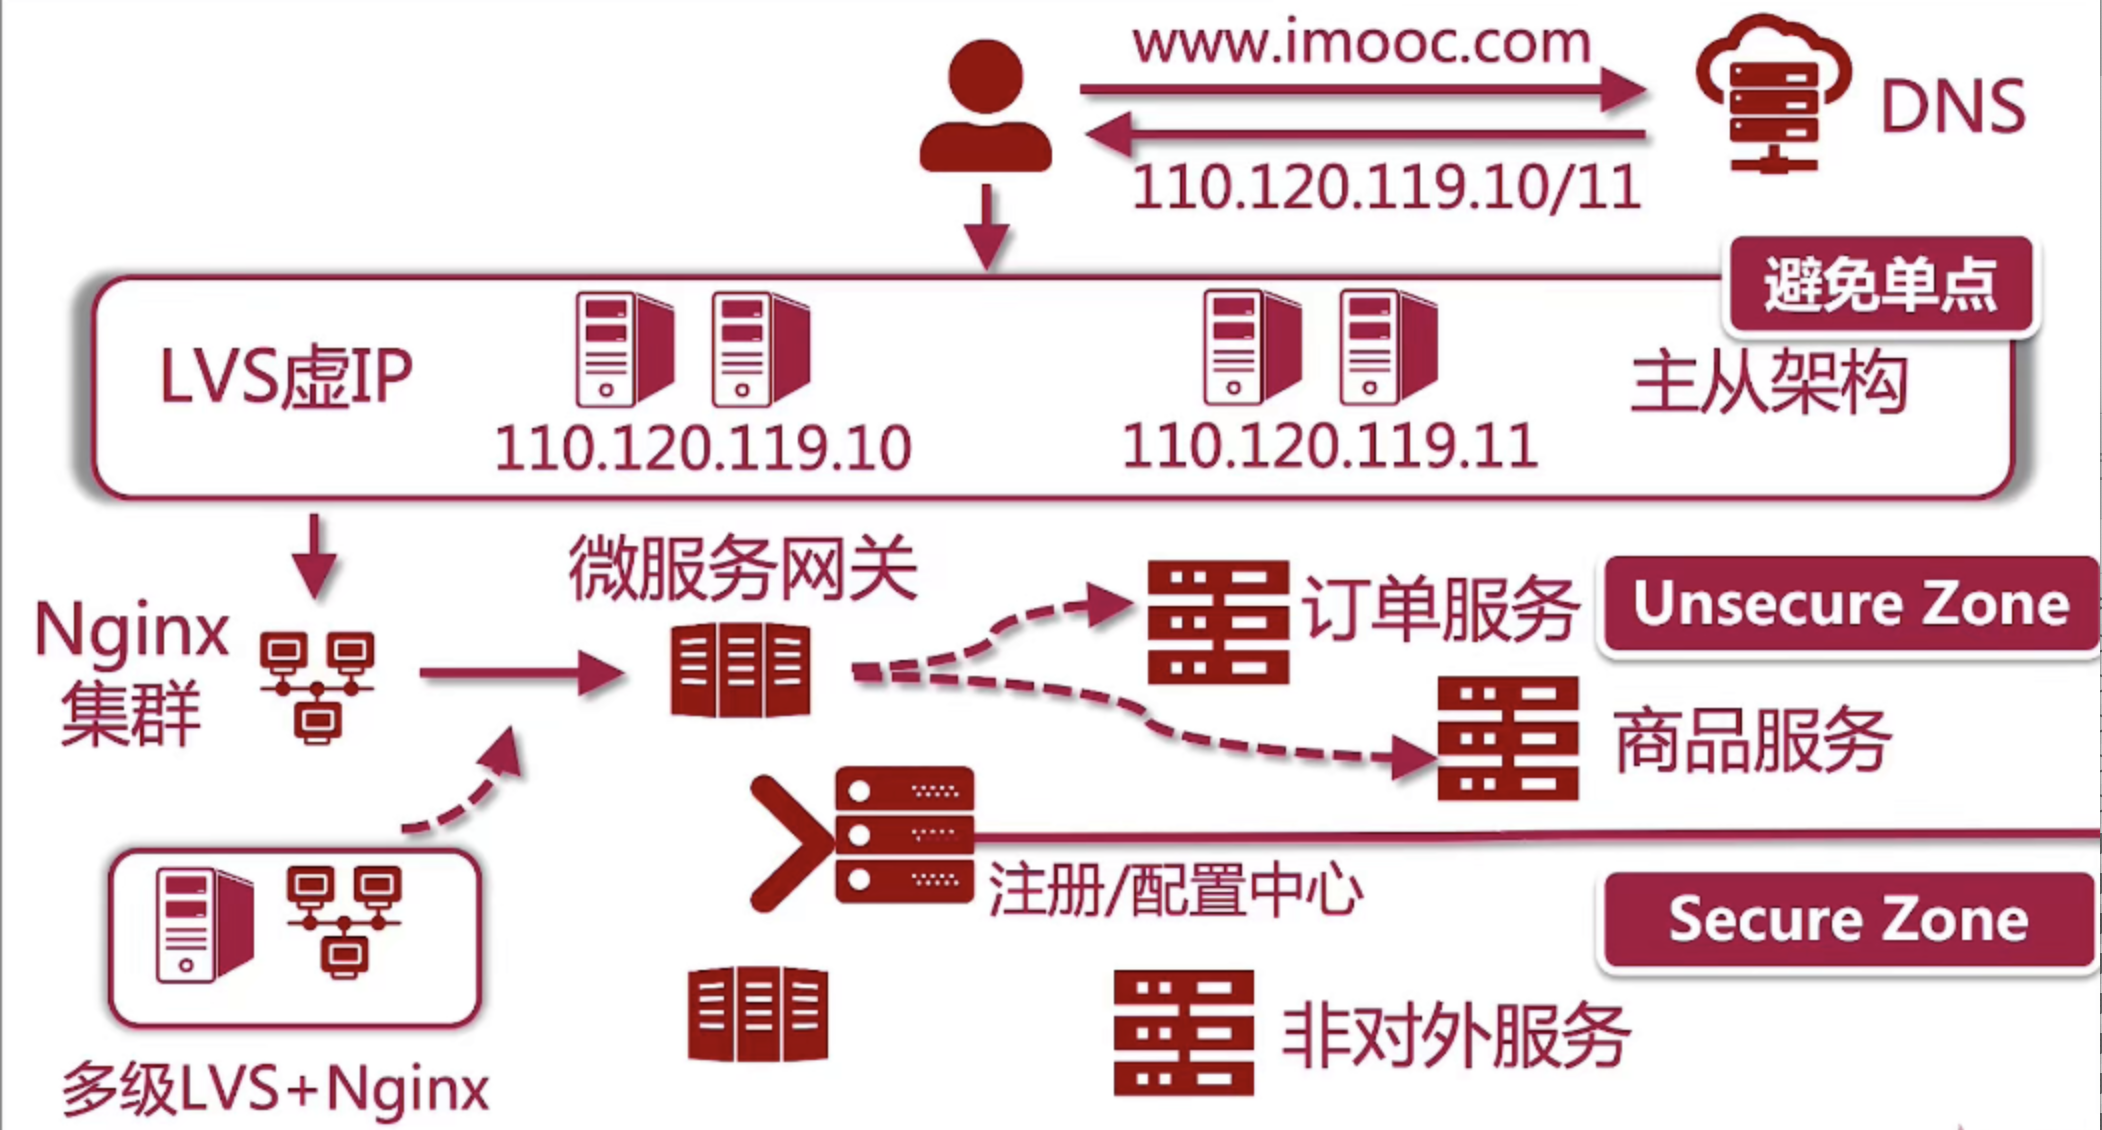 www.imooc.com
DNS
110.120.119.10/11
避免单点
LVS虚IP
主从架构
110.120.119.10
110.120.119.11
微服务网关
Nginx
集群
订单服务
Unsecure Zone
商品服务
注册/配置中心
Secure Zone
非对外服务
多级LVS+Nginx